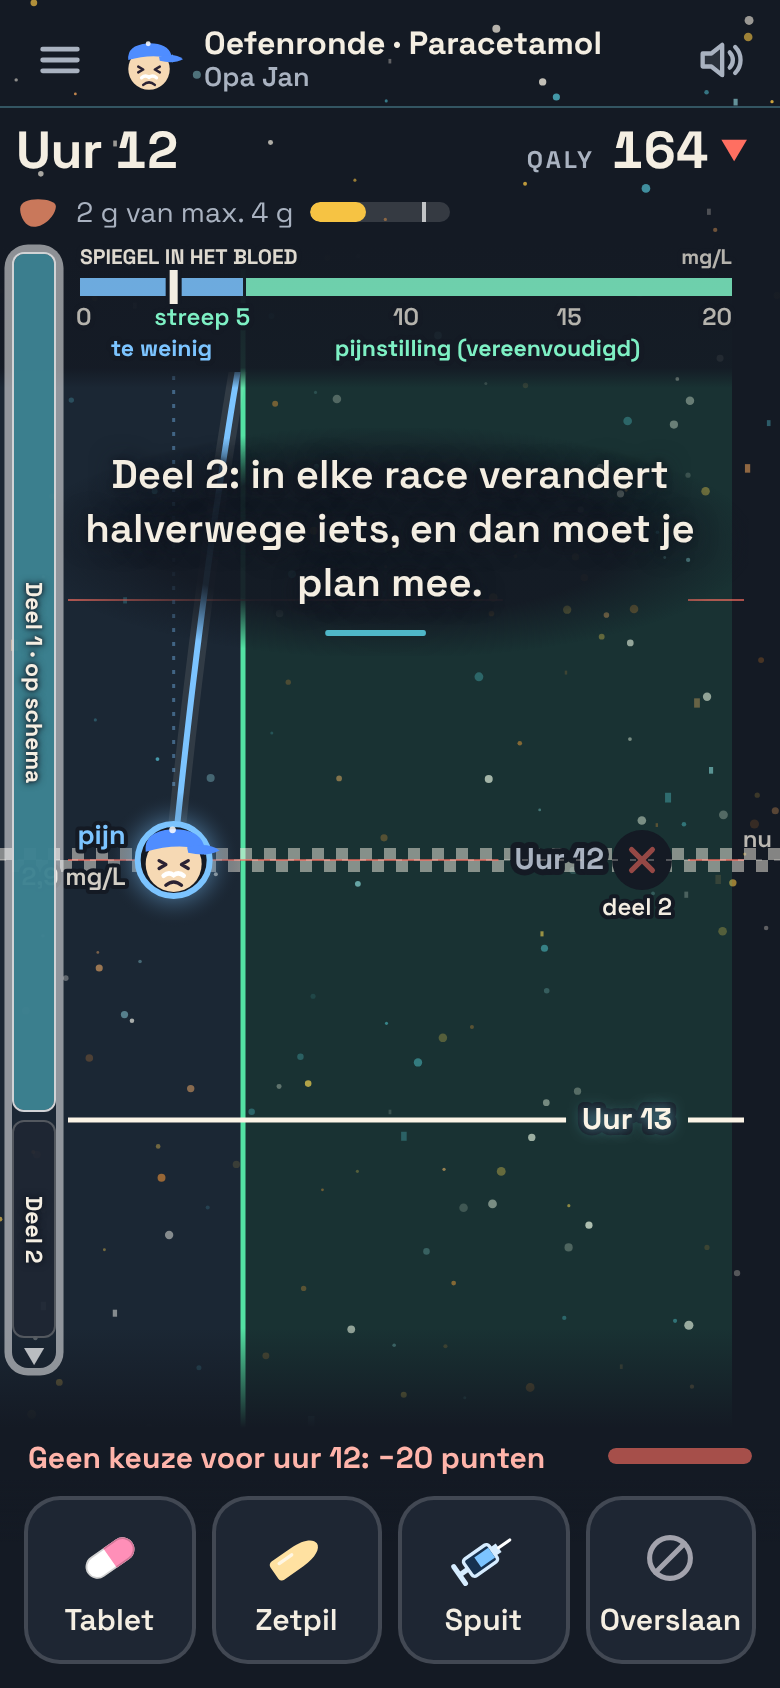 Oefenronde · Paracetamol
Opa Jan
Uur 12
QALY 164
2 g van max. 4 g
SPIEGEL IN HET BLOED mg/L
0 streep 5 10 15 20
te weinig pijnstilling (vereenvoudigd)
Deel 2: in elke race verandert
halverwege iets, en dan moet je
plan mee.
Deel 1 · op schema
pijn
2,9 mg/L
Uur 12
nu
deel 2
Uur 13
Deel 2
Geen keuze voor uur 12: −20 punten
Tablet
Zetpil
Spuit
Overslaan